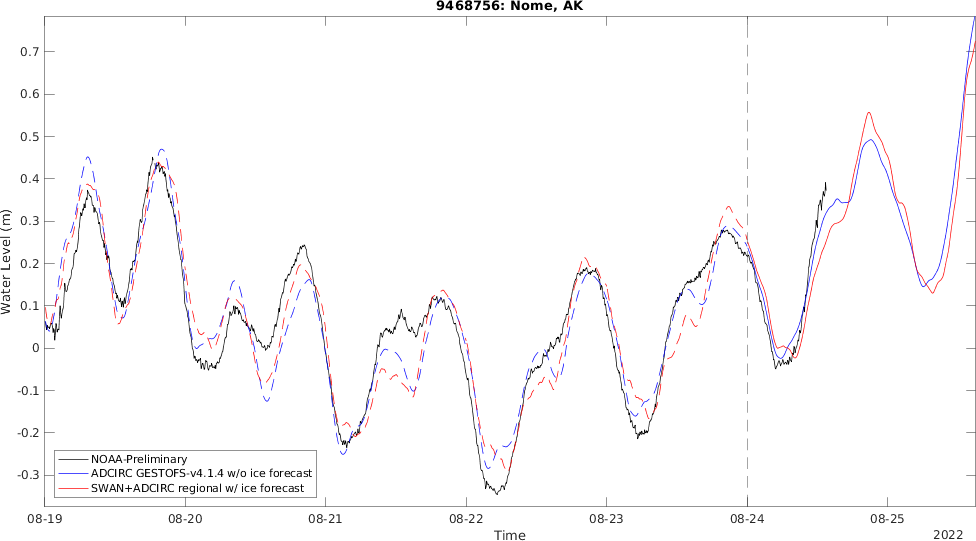 9468756: Nome, AK
Water Level (m)
0.7
0.6
0.5
0.4
0.3
0.2
0.1
0
-0.1
-0.2
-0.3
NOAA-Preliminary
ADCIRC GESTOFS-v4.1.4 w/o ice forecast
SWAN+ADCIRC regional w/ ice forecast
08-19 08-20 08-21 08-22 08-23 08-24 08-25
Time
2022